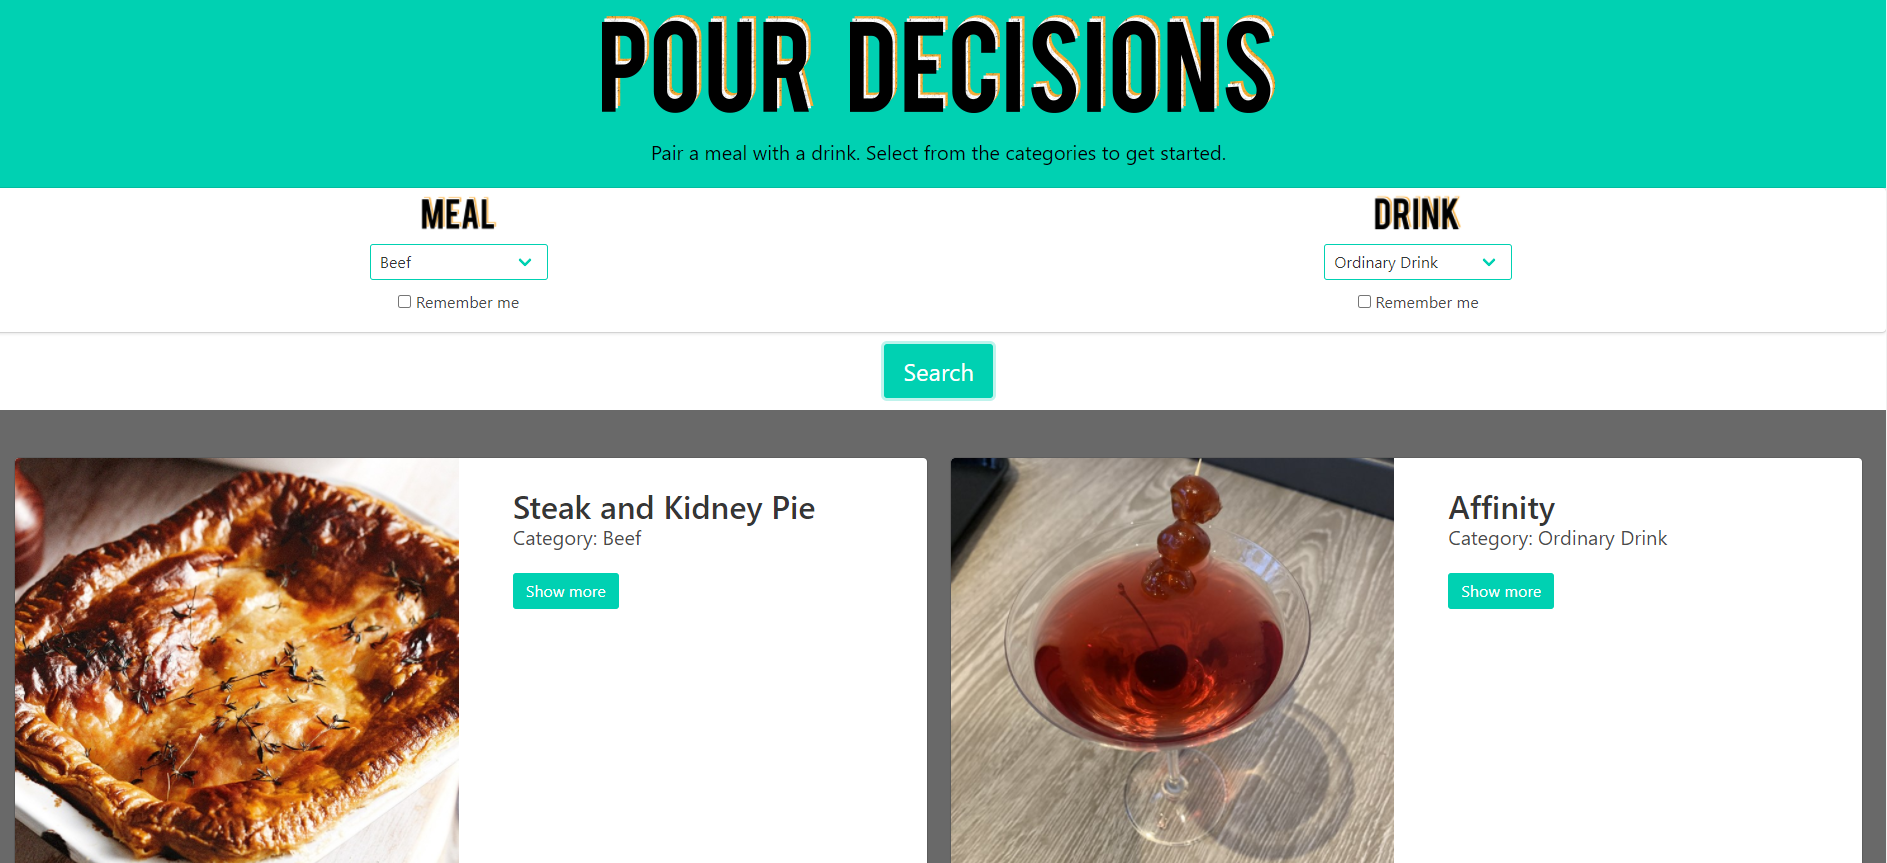 POUR DECISIONS
Pair a meal with a drink. Select from the categories to get started.
MEAL
Beef
Remember me
DRINK
Ordinary Drink
Remember me
Search
Steak and Kidney Pie
Category: Beef
Show more
Affinity
Category: Ordinary Drink
Show more